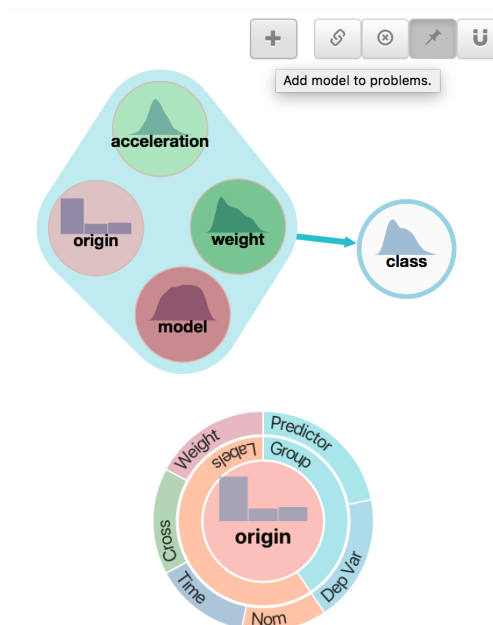 Add model to problems.
acceleration
origin
weight
model
class
Predictor
Weight
Labels
Group
origin
Cross
Time
Nom
Dep Var